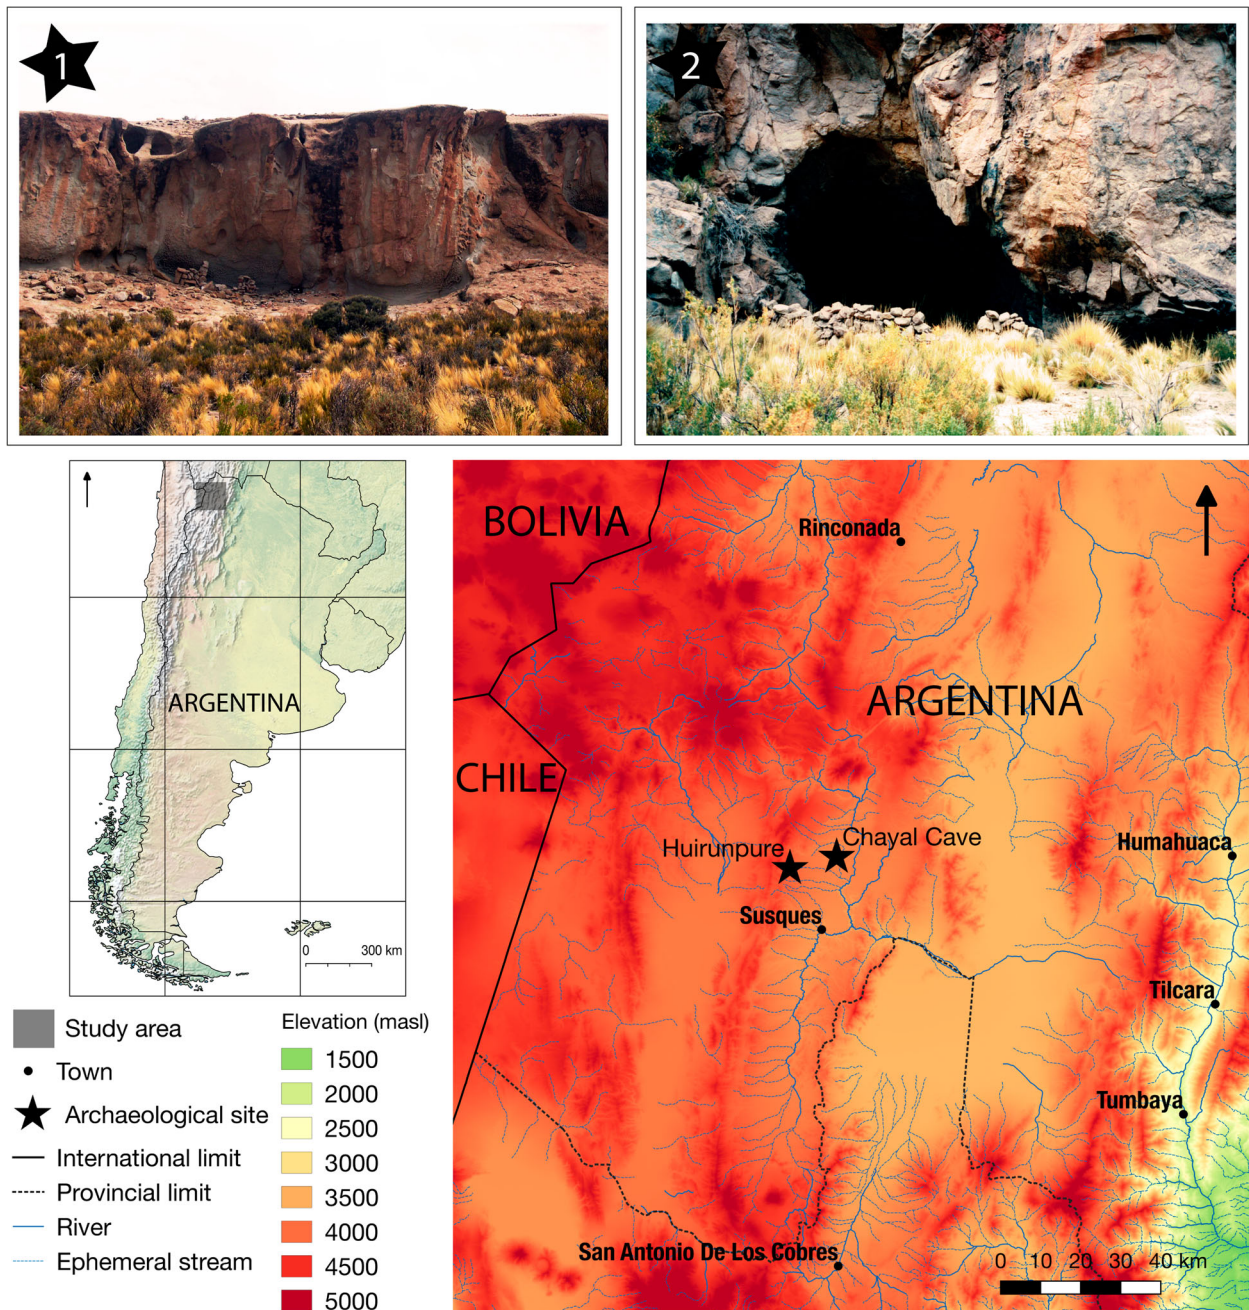 1
2
ARGENTINA
0
300 km
Study area
Town
Archaeological site
International limit
Provincial limit
River
Ephemeral stream
Elevation (masl)
1500
2000
2500
3000
3500
4000
4500
5000
BOLIVIA
Rinconada
ARGENTINA
CHILE
Huirunpure
Chayal Cave
Humahuaca
Susques
Tilcara
Tumbaya
San Antonio De Los Cobres
0 10 20 30 40 km